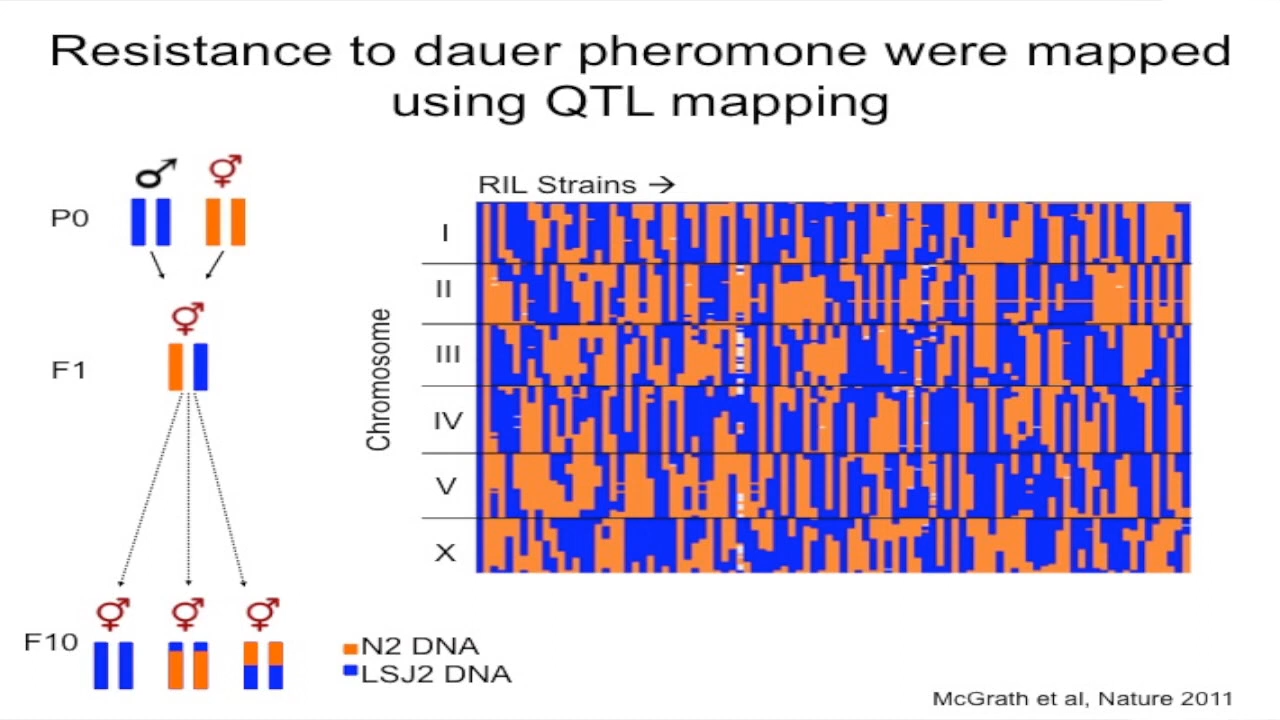 Resistance to dauer pheromone were mapped
using QTL mapping
P0
F1
F10
N2 DNA
LSJ2 DNA
RIL Strains →
Chromosome
I
II
III
IV
V
X
McGrath et al, Nature 2011